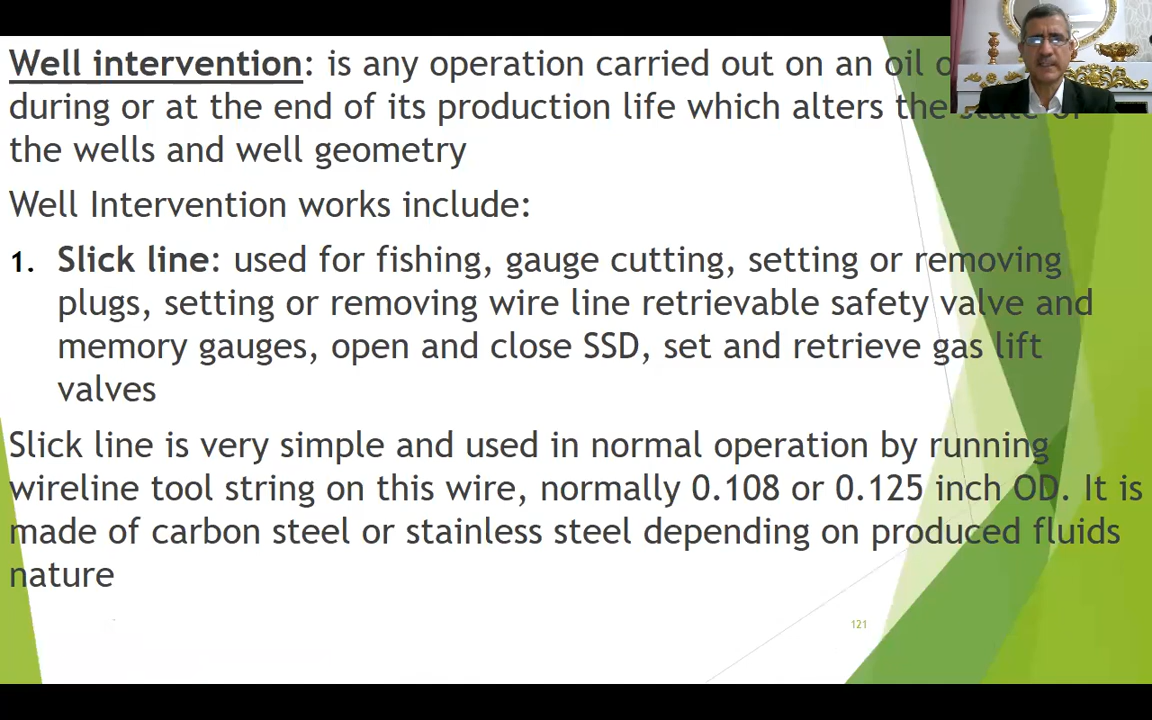 Well intervention: is any operation carried out on an oil
during or at the end of its production life which alters the state of
the wells and well geometry
Well Intervention works include:
1. Slick line: used for fishing, gauge cutting, setting or removing
plugs, setting or removing wire line retrievable safety valve and
memory gauges, open and close SSD, set and retrieve gas lift
valves
Slick line is very simple and used in normal operation by running
wireline tool string on this wire, normally 0.108 or 0.125 inch OD. It is
made of carbon steel or stainless steel depending on produced fluids
nature
121